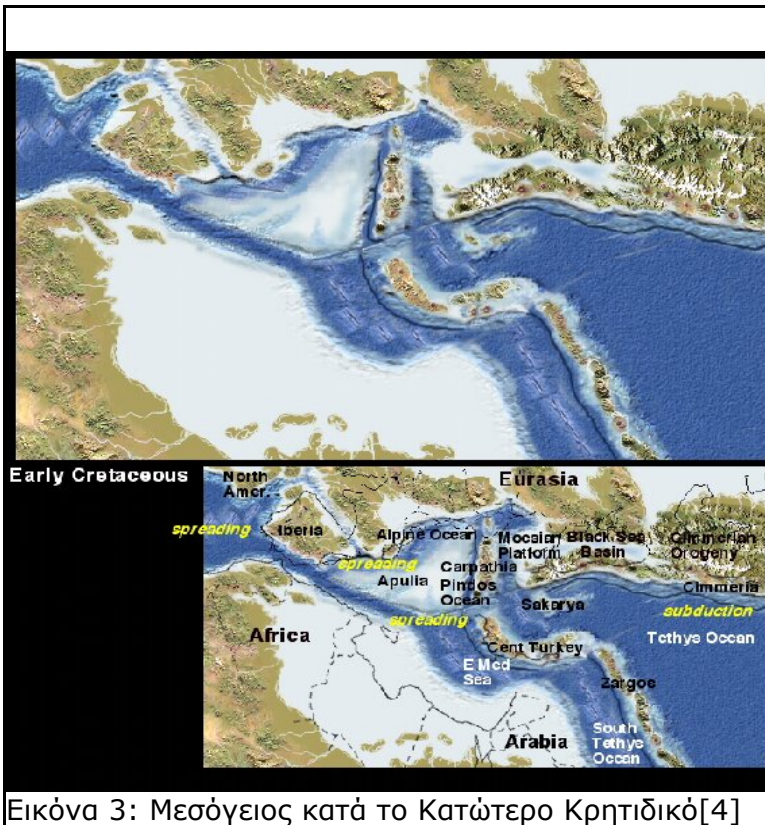 Early Cretaceous
North
Amer.
Eurasia
spreading
Iberia
Alpine Ocean
Mocaian
Platform
Black Sea
Basin
Cimmerian
Orogeny
spreading
Apulia
Carpathia
Pindos
Ocean
Cimmeria
Sakarya
subduction
spreading
Africa
Tethys Ocean
Cent Turkey
E Med
Sea
Zargos
South
Tethys
Ocean
Arabia
Εικόνα 3: Μεσόγειος κατά το Κατώτερο Κρητιδικό[4]